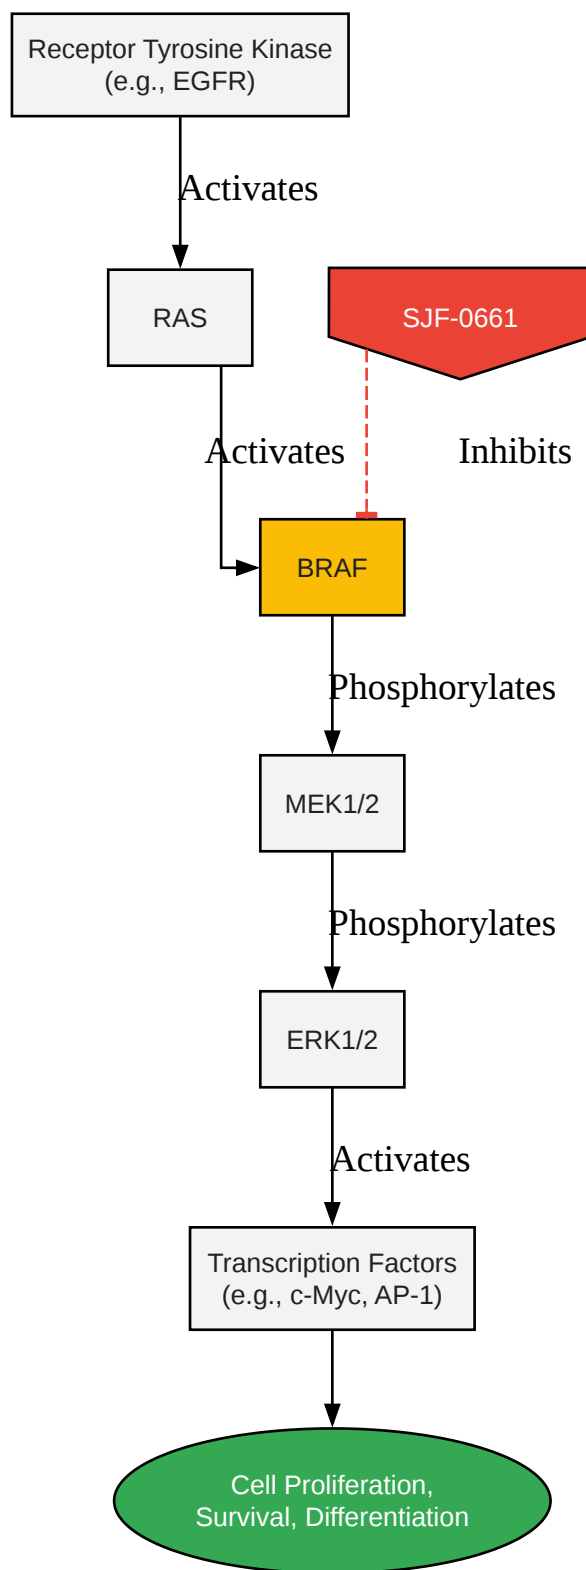 Receptor Tyrosine Kinase
(e.g., EGFR)
Activates
RAS
SJF-0661
Activates
Inhibits
BRAF
Phosphorylates
MEK1/2
Phosphorylates
ERK1/2
Activates
Transcription Factors
(e.g., c-Myc, AP-1)
Cell Proliferation,
Survival, Differentiation